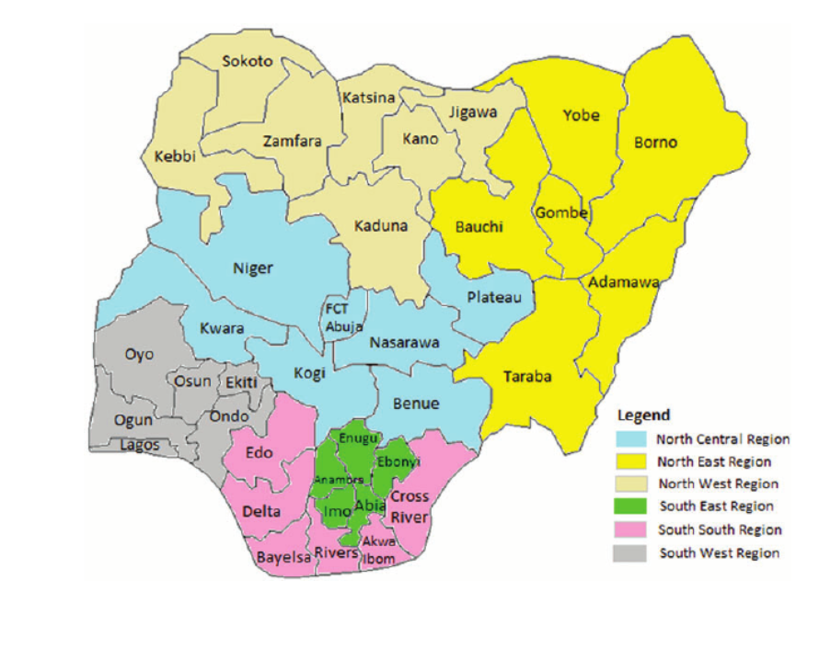 Sokoto
Katsina
Jigawa
Yobe
Borno
Kebbi
Zamfara
Kano
Kaduna
Bauchi
Gombe
Niger
Plateau
Adamawa
FCT
Abuja
Kwara
Nasarawa
Oyo
Kogi
Taraba
Osun
Ekiti
Benue
Ogun
Ondo
Lagos
Edo
Enugu
Ebonyi
Anamors
Delta
Imo
Abia
Cross
River
Bayelsa
Rivers
Akwa
Ibom
Legend
North Central Region
North East Region
North West Region
South East Region
South South Region
South West Region